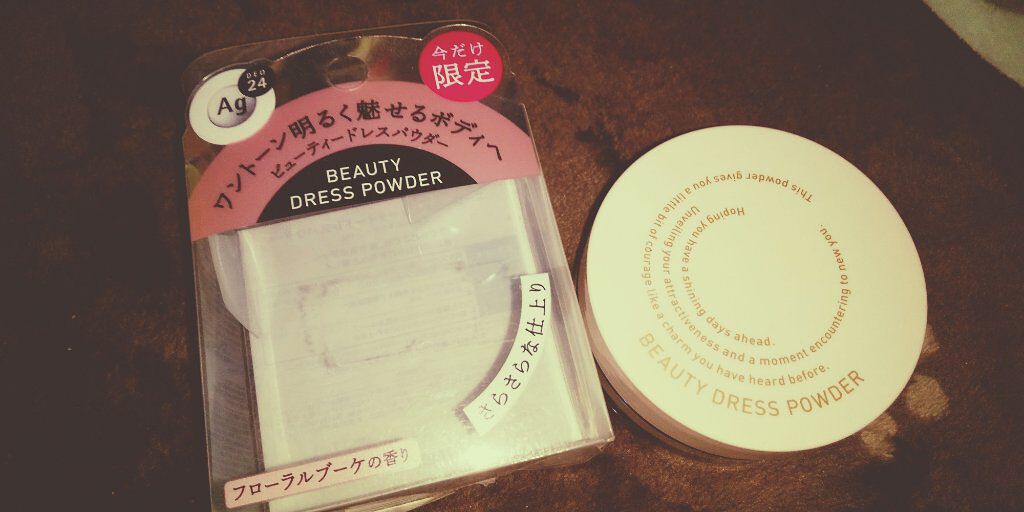 Ag
DEO
24
今だけ
限定
ワントーン明るく魅せるボディへ
ビューティードレスパウダー
BEAUTY
DRESS POWDER
さらさらな仕上り
フローラルブーケの香り
This powder gives you a little bit of courage like a charm you have heard before.
Unveiling your attractiveness and a moment encountering to new you.
Hoping you have a shining days ahead.
BEAUTY DRESS POWDER